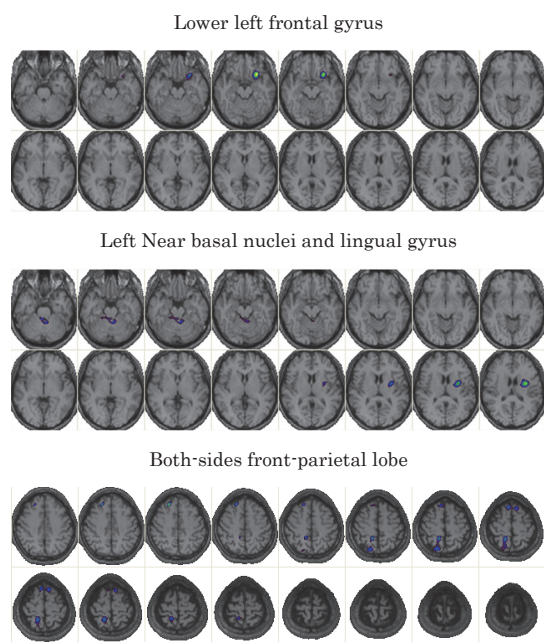 Lower left frontal gyrus
Left Near basal nuclei and lingual gyrus
Both-sides front-parietal lobe